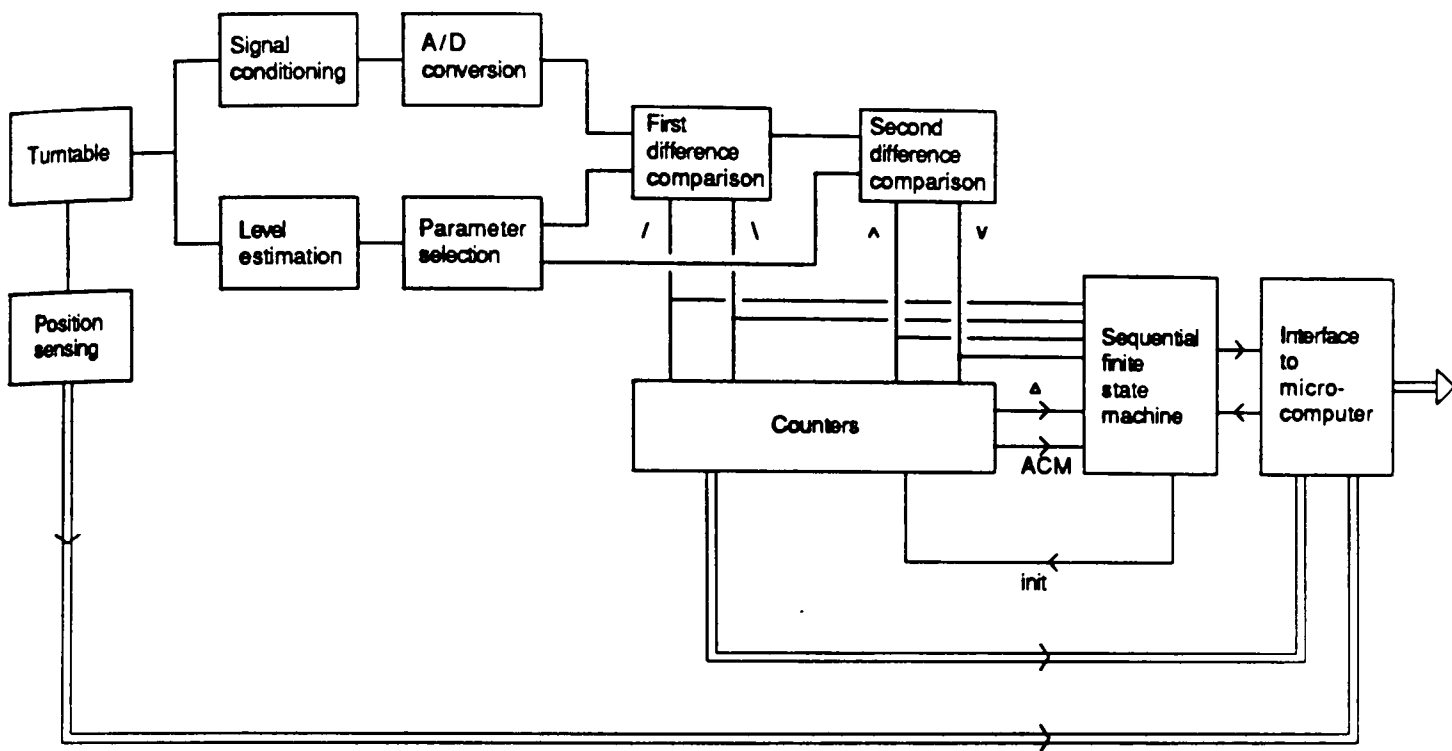 Signal
conditioning
A/D
conversion
Turntable
First
difference
comparison
Second
difference
comparison
Level
estimation
Parameter
selection
/ \ ʌ v
Position
sensing
Sequential
finite
state
machine
Interface
to
micro-
computer
Counters
Δ
ACM
init